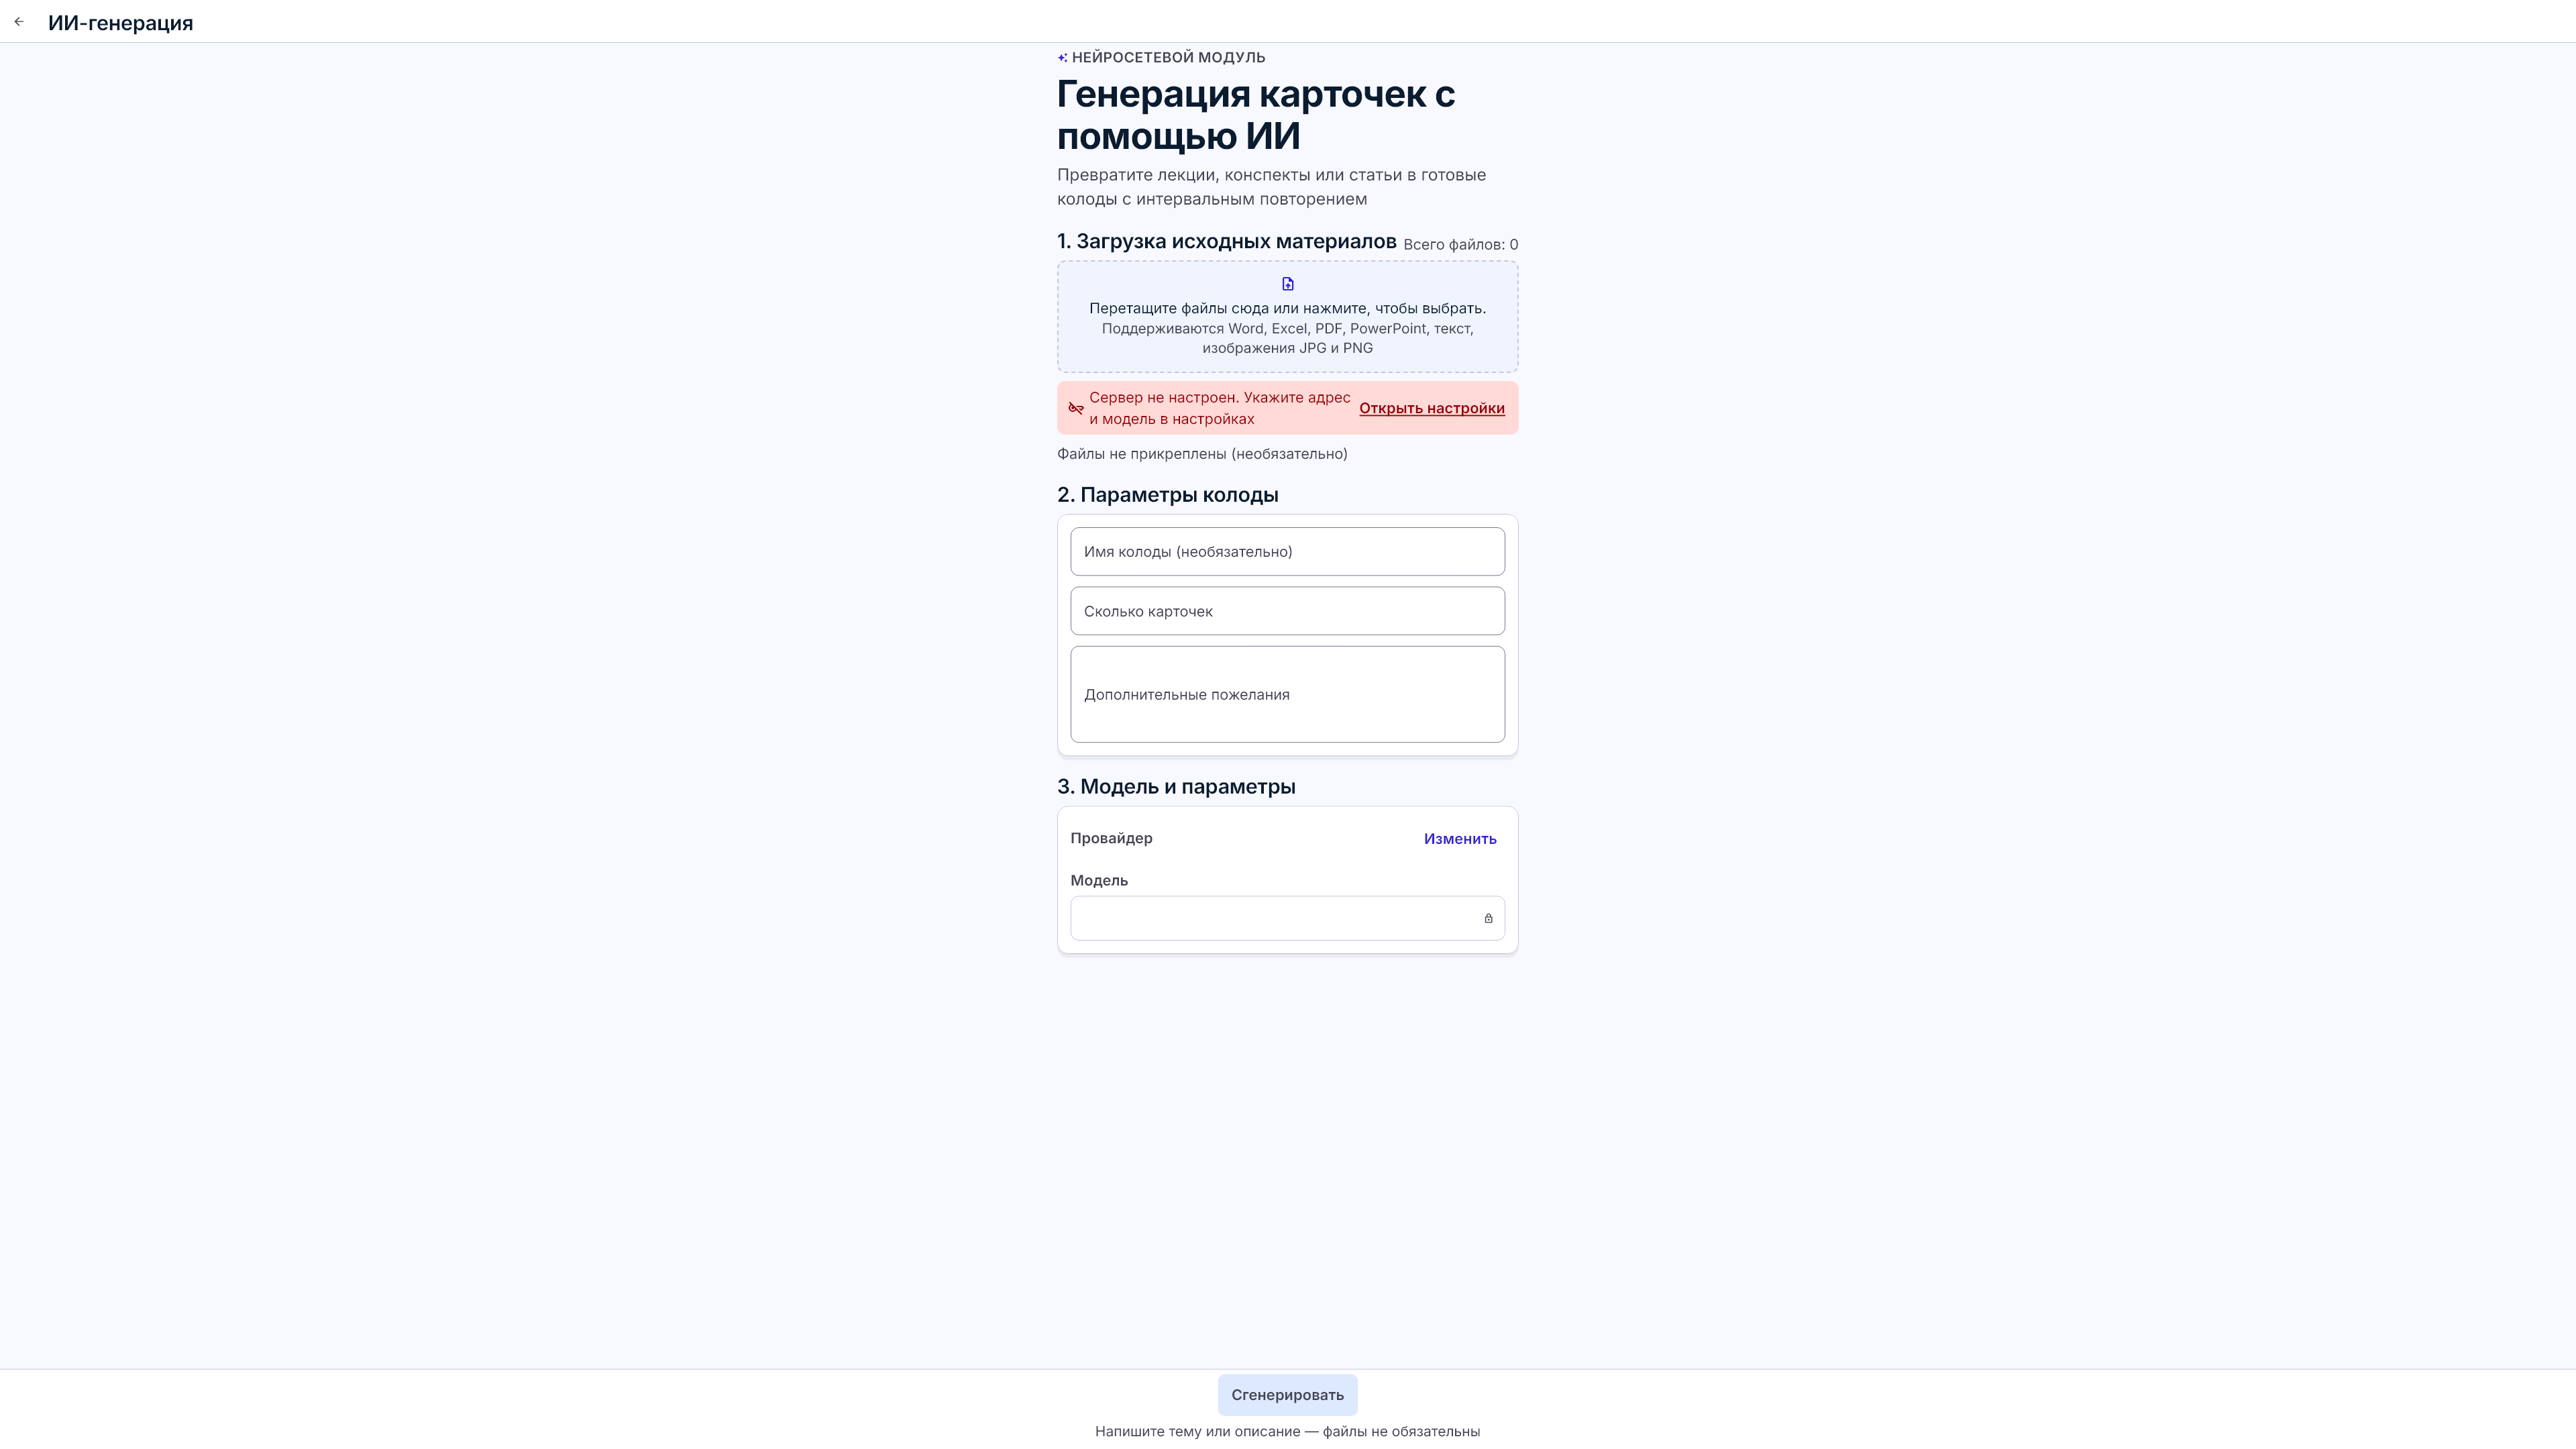 ИИ-генерация
НЕЙРОСЕТЕВОЙ МОДУЛЬ
Генерация карточек с
помощью ИИ
Превратите лекции, конспекты или статьи в готовые
колоды с интервальным повторением
1. Загрузка исходных материалов Всего файлов: 0
Перетащите файлы сюда или нажмите, чтобы выбрать.
Поддерживаются Word, Excel, PDF, PowerPoint, текст,
изображения JPG и PNG
Сервер не настроен. Укажите адрес
и модель в настройках
Открыть настройки
Файлы не прикреплены (необязательно)
2. Параметры колоды
Имя колоды (необязательно)
Сколько карточек
Дополнительные пожелания
3. Модель и параметры
Провайдер Изменить
Модель
Сгенерировать
Напишите тему или описание — файлы не обязательны